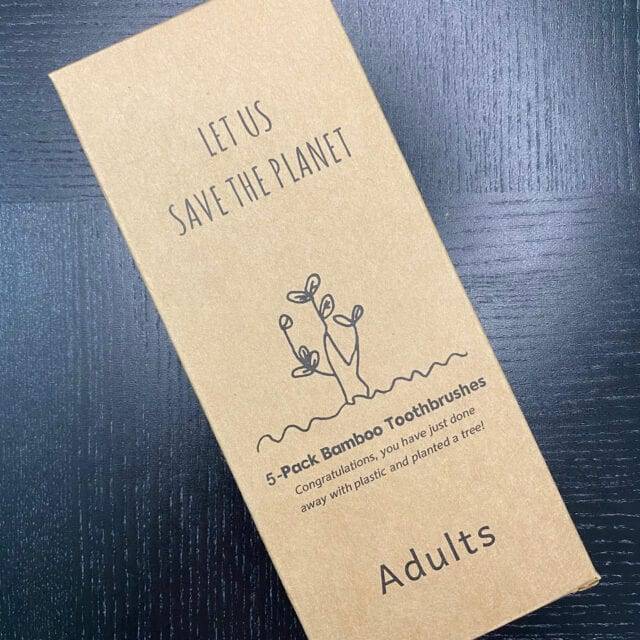 LET US
SAVE THE PLANET
5-Pack Bamboo Toothbrushes
Congratulations, you have just done
away with plastic and planted a tree!
Adults